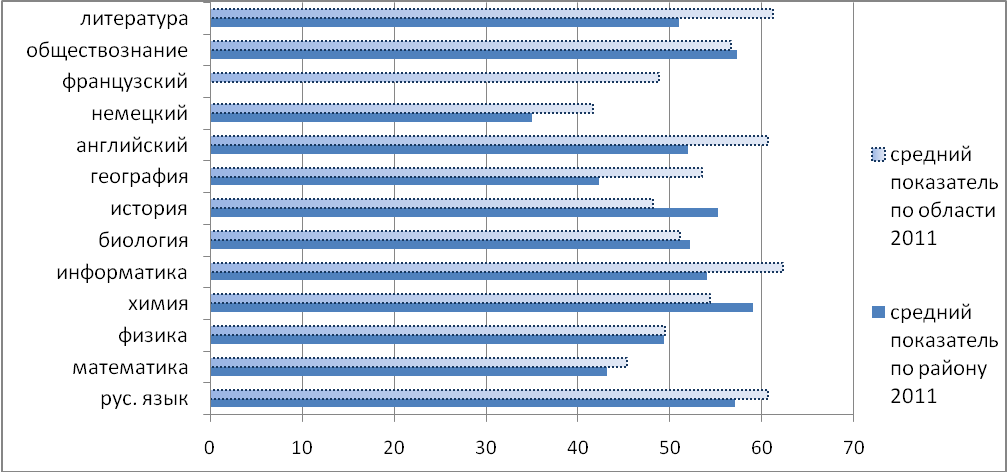 литература
обществознание
французский
немецкий
английский
география
история
биология
информатика
химия
физика
математика
рус. язык
0 10 20 30 40 50 60 70
средний
показатель
по области
2011
средний
показатель
по району
2011